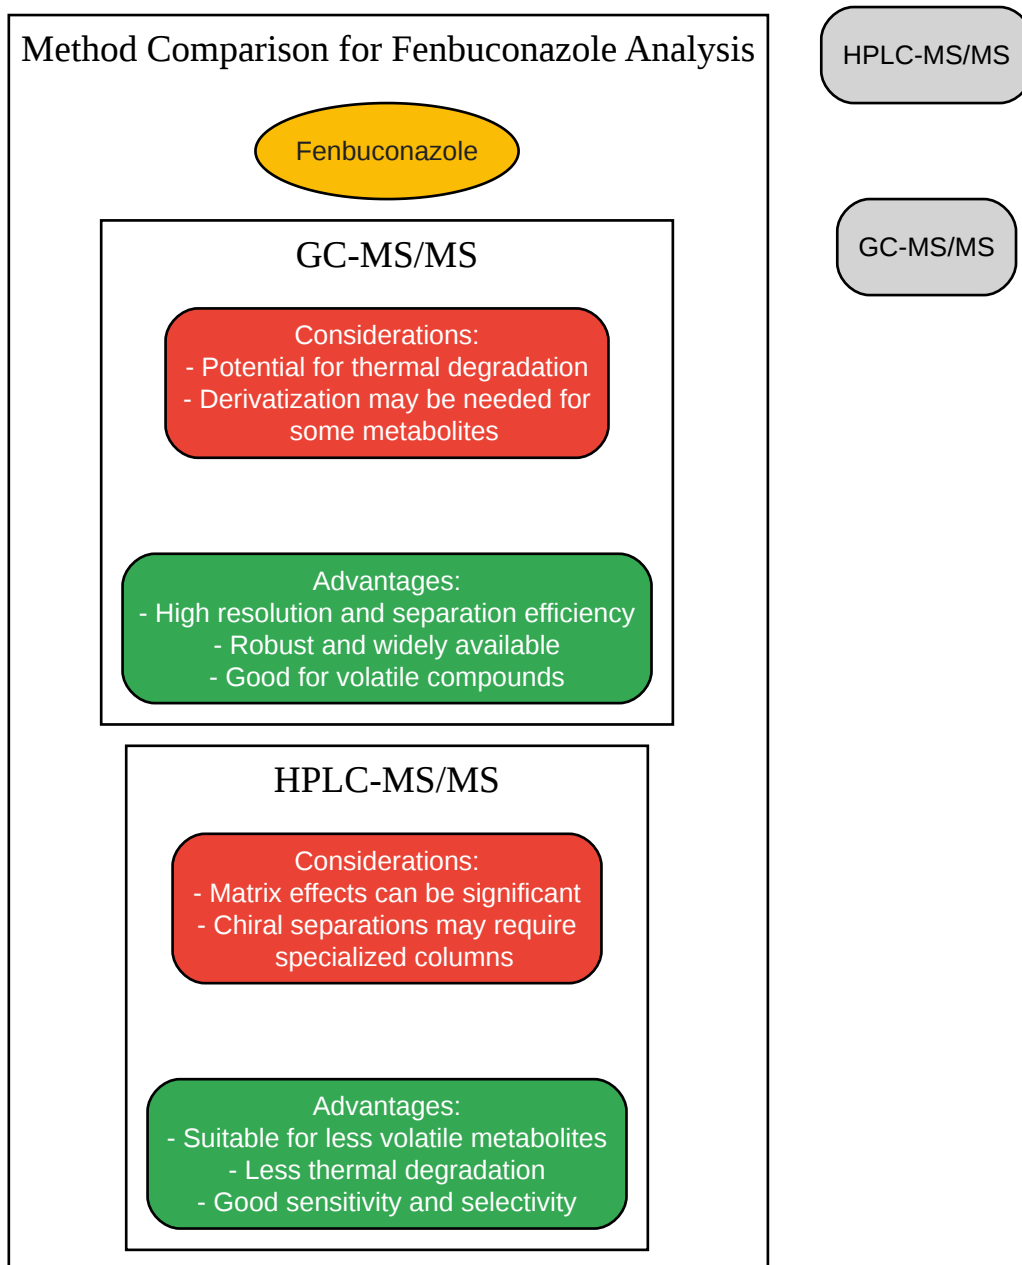 Method Comparison for Fenbuconazole Analysis
Fenbuconazole
GC-MS/MS
Considerations:
- Potential for thermal degradation
- Derivatization may be needed for
some metabolites
Advantages:
- High resolution and separation efficiency
- Robust and widely available
- Good for volatile compounds
HPLC-MS/MS
Considerations:
- Matrix effects can be significant
- Chiral separations may require
specialized columns
Advantages:
- Suitable for less volatile metabolites
- Less thermal degradation
- Good sensitivity and selectivity
HPLC-MS/MS
GC-MS/MS